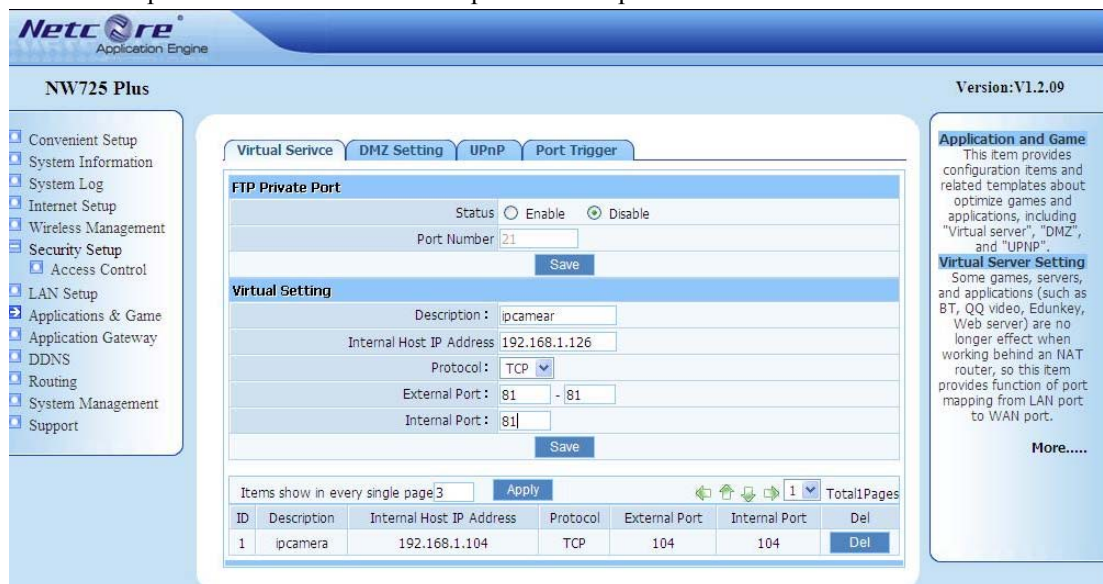 Netcore
Application Engine
NW725 Plus
Version:V1.2.09
Convenient Setup
System Information
System Log
Internet Setup
Wireless Management
Security Setup
Access Control
LAN Setup
Applications & Game
Application Gateway
DDNS
Routing
System Management
Support
Virtual Serivce DMZ Setting UPnP Port Trigger
FTP Private Port
Status Enable Disable
Port Number 21
Save
Virtual Setting
Description: ipcamear
Internal Host IP Address 192.168.1.126
Protocol: TCP
External Port: 81 - 81
Internal Port: 81
Save
Items show in every single page 3 Apply 1 Total1Pages
ID Description Internal Host IP Address Protocol External Port Internal Port Del
1 ipcamera 192.168.1.104 TCP 104 104 Del
Application and Game
This item provides
configuration items and
related templates about
optimize games and
applications, including
"Virtual server", "DMZ",
and "UPNP".
Virtual Server Setting
Some games, servers,
and applications (such as
BT, QQ video, Edunkey,
Web server) are no
longer effect when
working behind an NAT
router, so this item
provides function of port
mapping from LAN port
to WAN port.
More.....